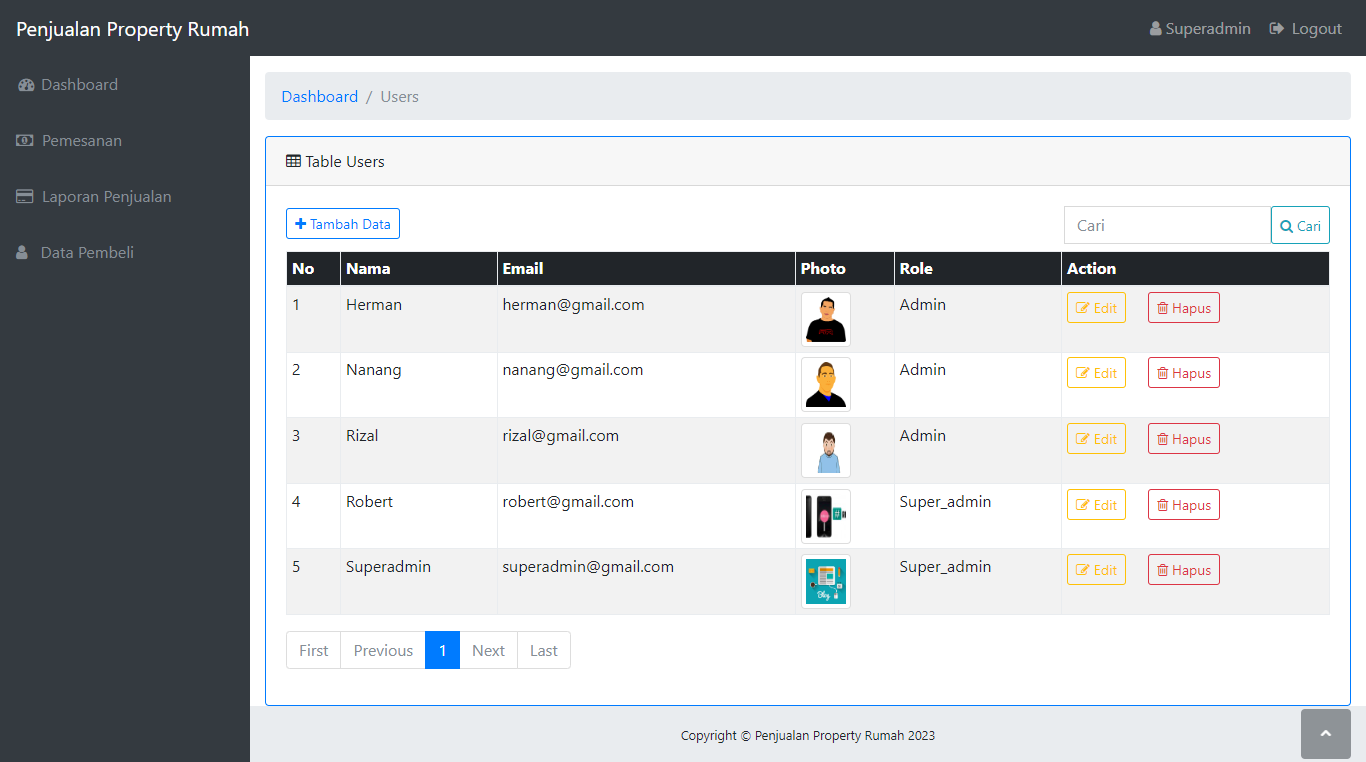 Penjualan Property Rumah
Superadmin Logout
Dashboard
Pemesanan
Laporan Penjualan
Data Pembeli
Dashboard / Users
Table Users
Tambah Data
Cari Cari
No Nama Email Photo Role Action
1 Herman herman@gmail.com Admin Edit Hapus
2 Nanang nanang@gmail.com Admin Edit Hapus
3 Rizal rizal@gmail.com Admin Edit Hapus
4 Robert robert@gmail.com Super_admin Edit Hapus
5 Superadmin superadmin@gmail.com Blog Super_admin Edit Hapus
First Previous 1 Next Last
Copyright © Penjualan Property Rumah 2023